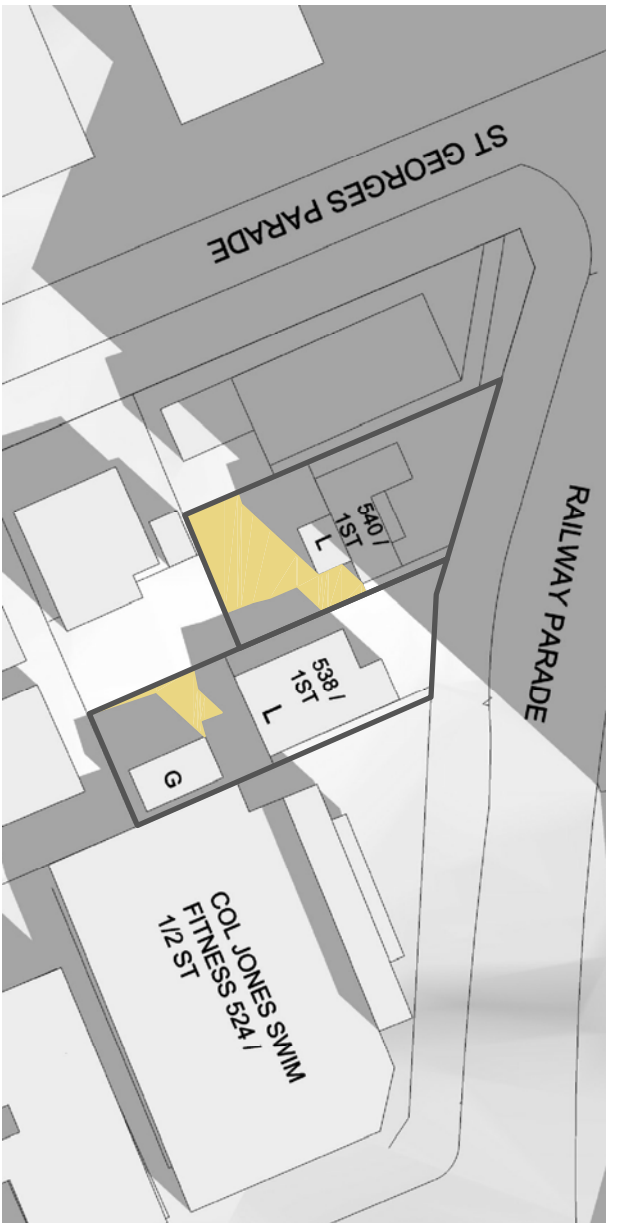 ST GEORGES PARADE
RAILWAY PARADE
540 /
1ST
L
538 /
1ST
L
G
COL JONES SWIM
FITNESS 524 /
1/2 ST